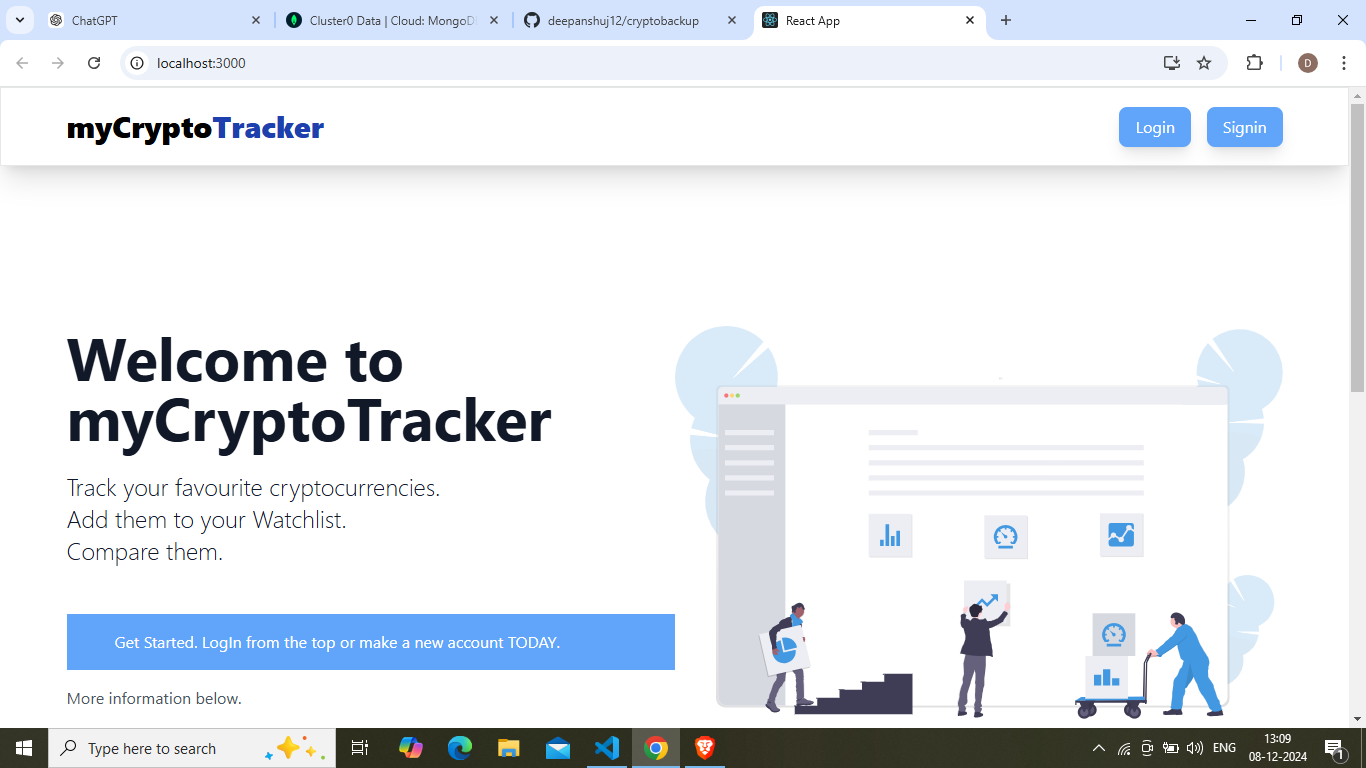 ChatGPT
Cluster0 Data | Cloud: MongoD
deepanshuj12/cryptobackup
React App
localhost:3000
D
myCryptoTracker
Login
Signin
Welcome to
myCryptoTracker
Track your favourite cryptocurrencies.
Add them to your Watchlist.
Compare them.
Get Started. LogIn from the top or make a new account TODAY.
More information below.
Type here to search
ENG
13:09
08-12-2024
1